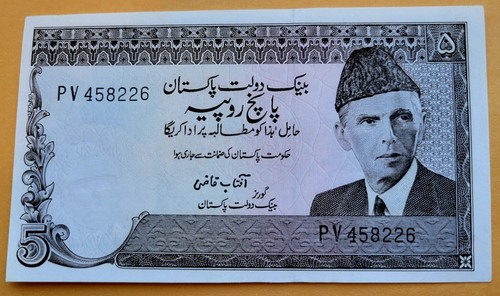 ۵
بینک دولت پاکستان
PV 458226
پانچ روپیہ
حامل ہذا کو مطالبہ پر ادا کریگا
حکومت پاکستان کی ضمانت سے جاری ہوا
آفتاب قاضی
گورنر
بینک دولت پاکستان
5
PV 458226